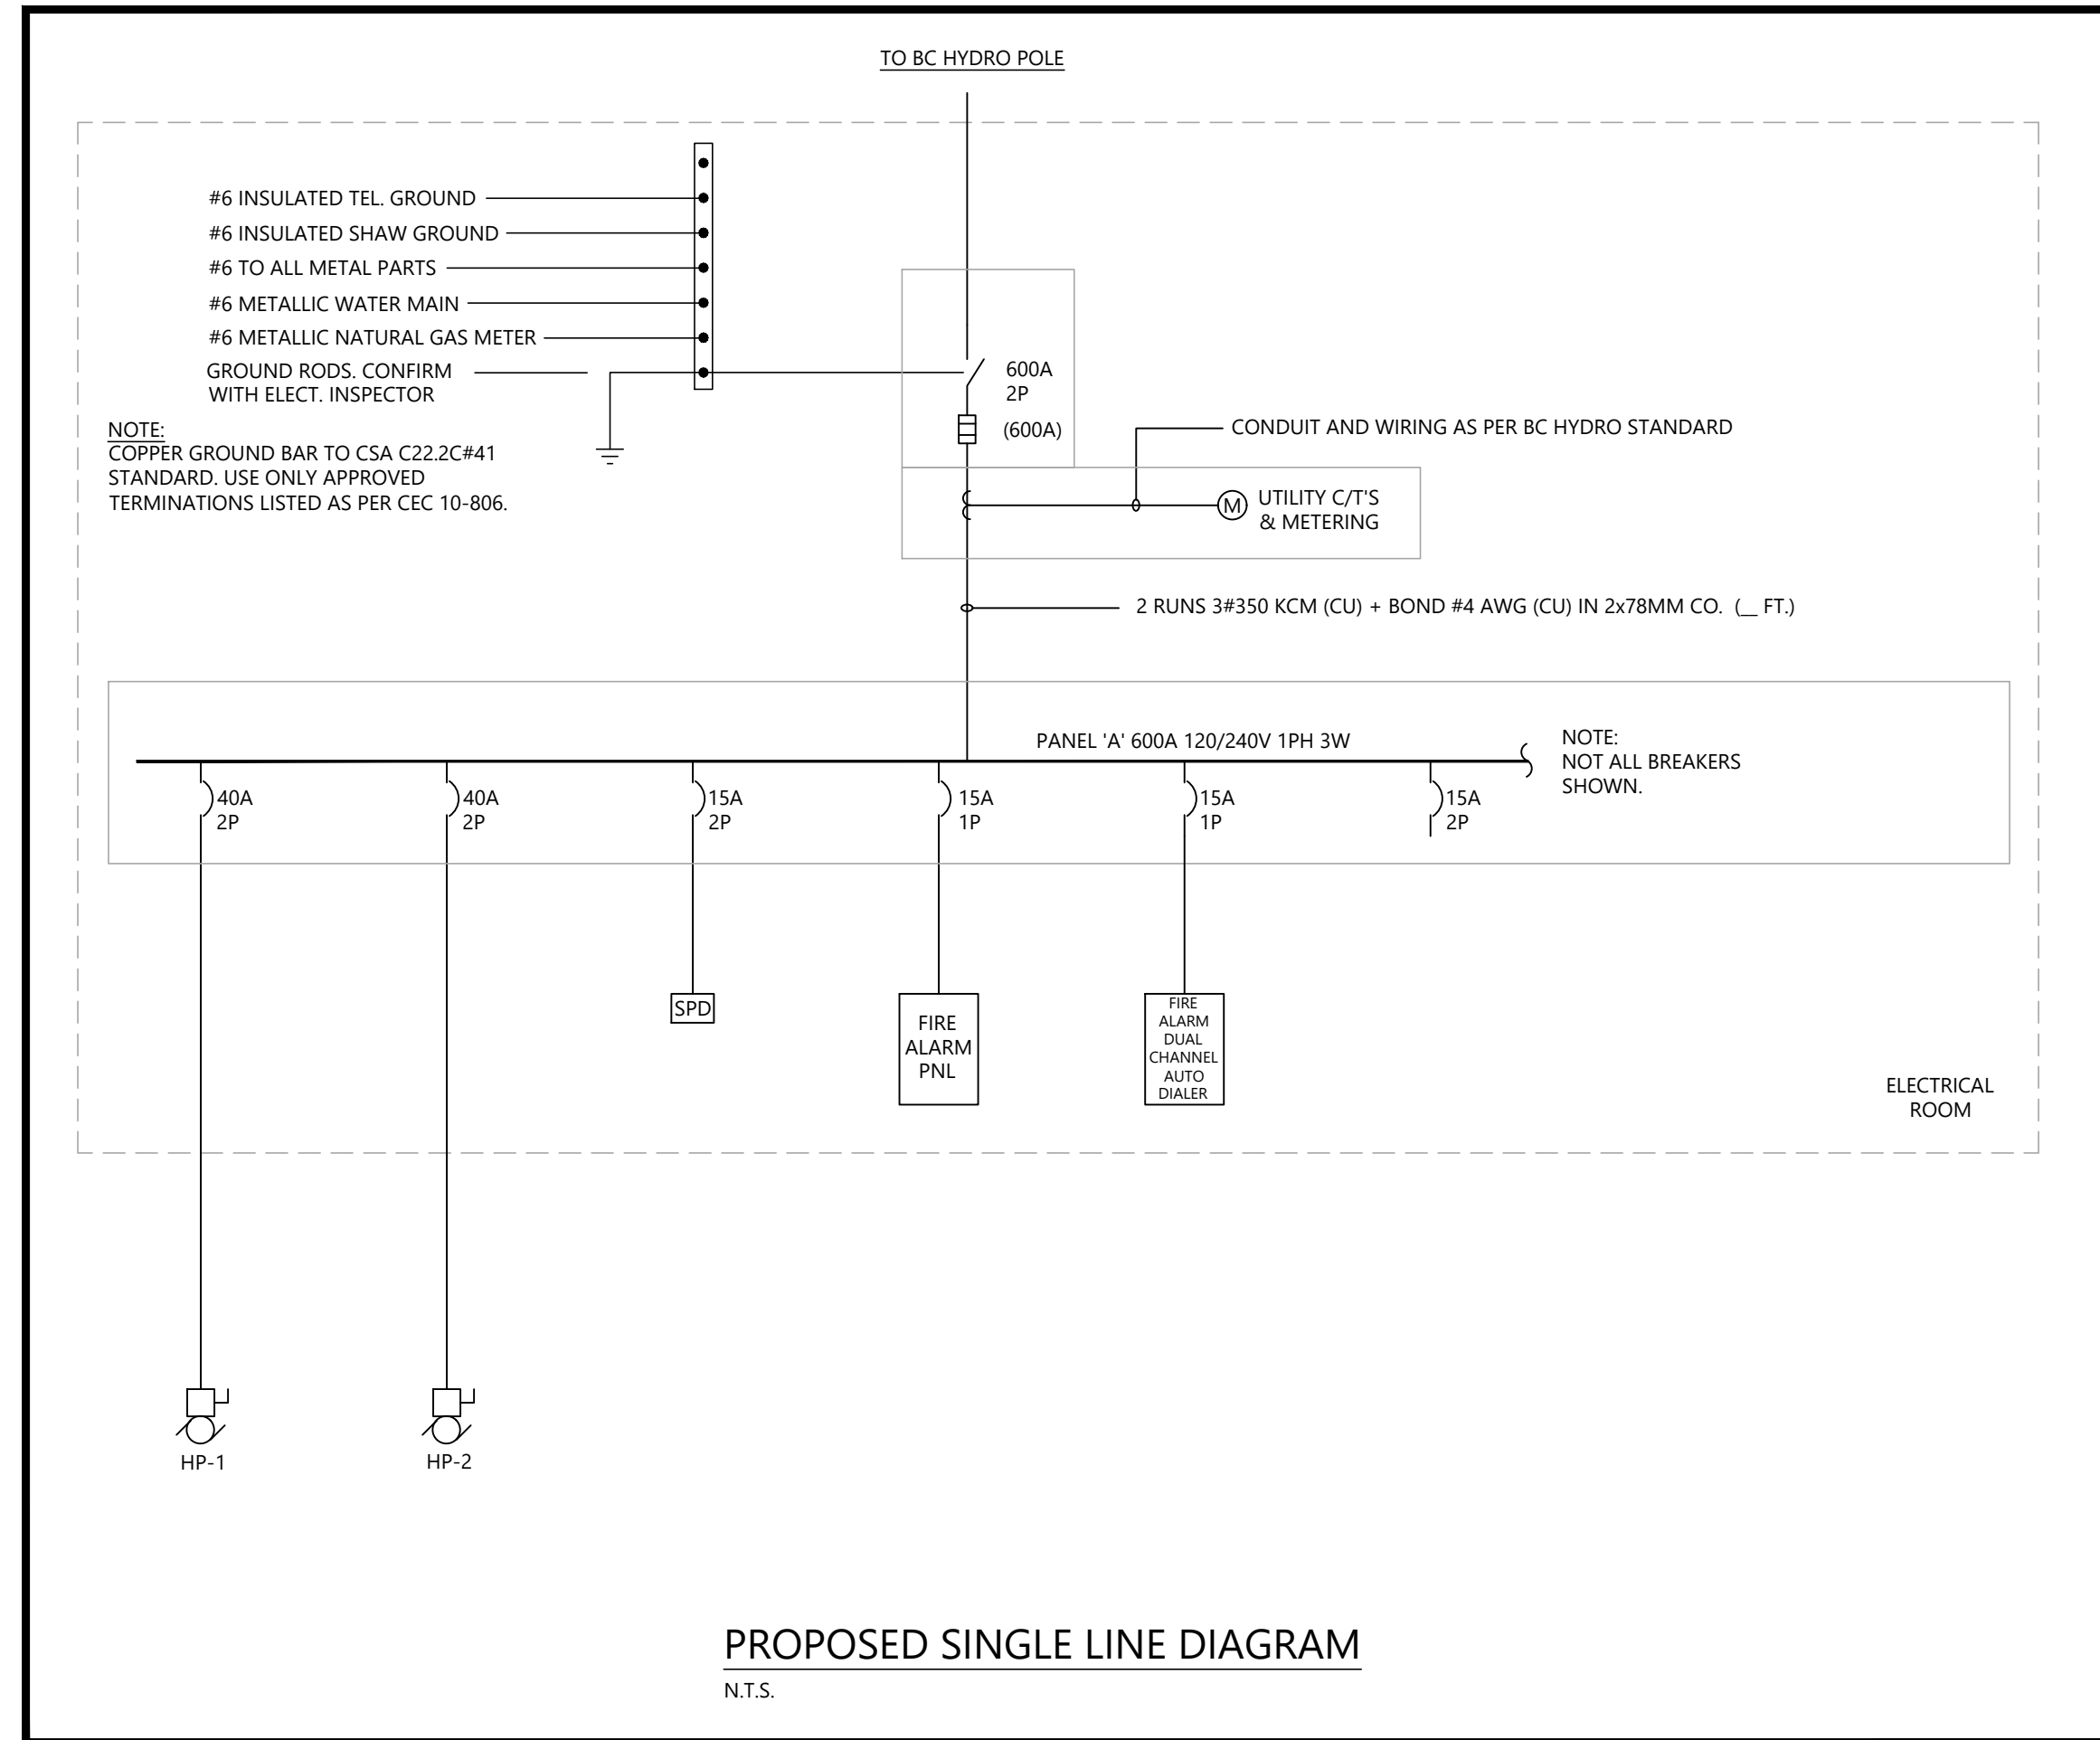 TO BC HYDRO POLE
#6 INSULATED TEL. GROUND
#6 INSULATED SHAW GROUND
#6 TO ALL METAL PARTS
#6 METALLIC WATER MAIN
#6 METALLIC NATURAL GAS METER
GROUND RODS. CONFIRM
WITH ELECT. INSPECTOR
NOTE:
COPPER GROUND BAR TO CSA C22.2C#41
STANDARD. USE ONLY APPROVED
TERMINATIONS LISTED AS PER CEC 10-806.
600A
2P
(600A)
CONDUIT AND WIRING AS PER BC HYDRO STANDARD
M
UTILITY C/T'S
& METERING
2 RUNS 3#350 KCM (CU) + BOND #4 AWG (CU) IN 2x78MM CO. (__ FT.)
PANEL 'A' 600A 120/240V 1PH 3W
NOTE:
NOT ALL BREAKERS
SHOWN.
40A
2P
40A
2P
15A
2P
15A
1P
15A
1P
15A
2P
SPD
FIRE
ALARM
PNL
FIRE
ALARM
DUAL
CHANNEL
AUTO
DIALER
ELECTRICAL
ROOM
HP-1
HP-2
PROPOSED SINGLE LINE DIAGRAM
N.T.S.